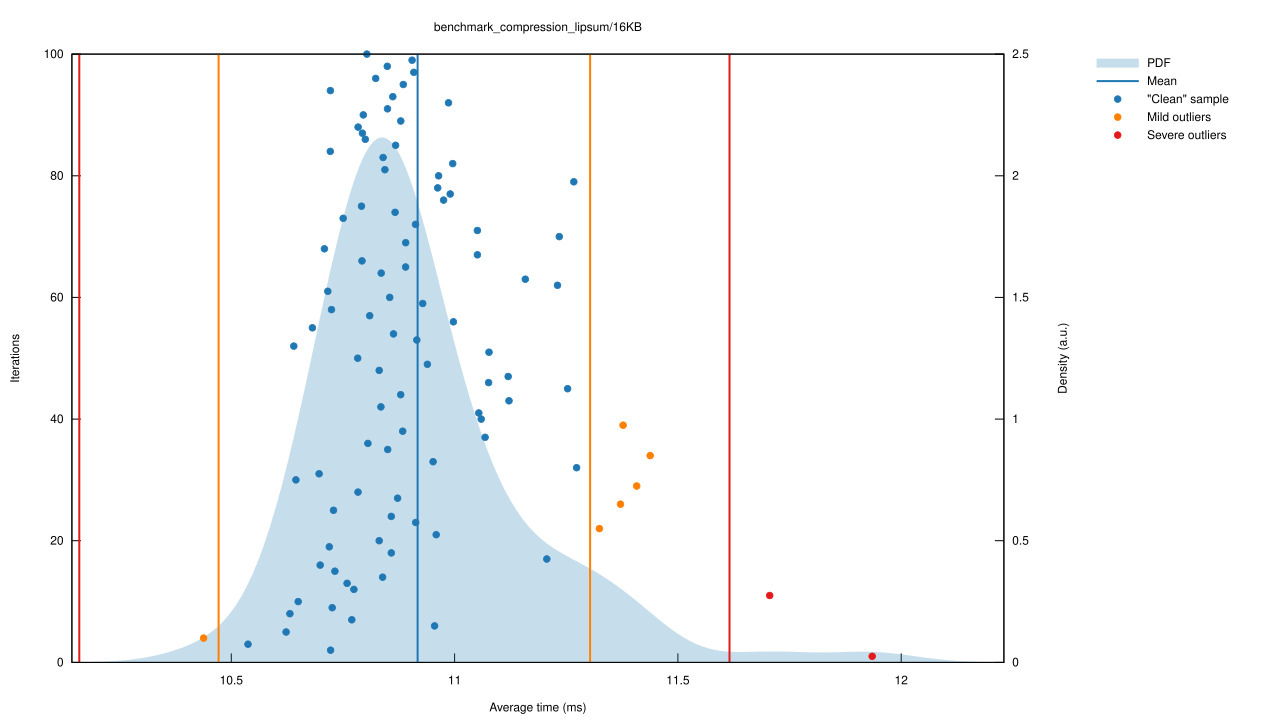 benchmark_compression_lipsum/16KB
100
80
60
40
20
0
Iterations
10.5
11
11.5
12
Average time (ms)
2.5
2
1.5
1
0.5
0
Density (a.u.)
PDF
Mean
"Clean" sample
Mild outliers
Severe outliers